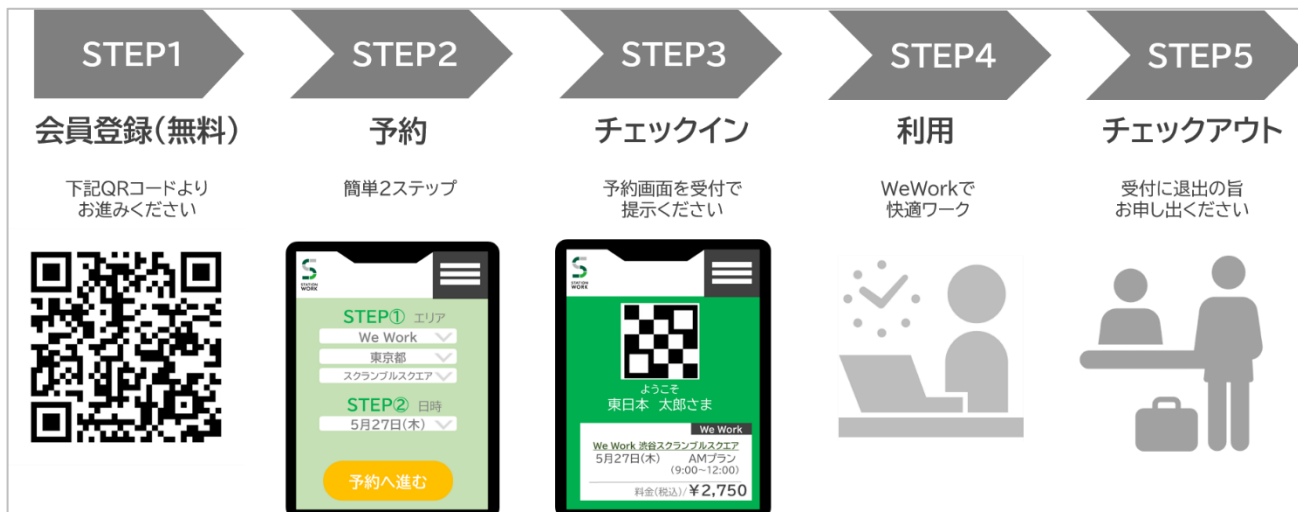 STEP1
STEP2
STEP3
STEP4
STEP5
会員登録(無料)
予約
チェックイン
利用
チェックアウト
下記QRコードより
お進みください
簡単2ステップ
予約画面を受付で
提示ください
WeWorkで
快適ワーク
受付に退出の旨
お申し出ください
STATION
WORK
STEP① エリア
We Work
東京都
スクランブルスクエア
STEP② 日時
5月27日(木)
予約へ進む
STATION
WORK
ようこそ
東日本 太郎さま
We Work
We Work 渋谷スクランブルスクエア
5月27日(木) AMプラン
(9:00~12:00)
料金(税込)/¥2,750